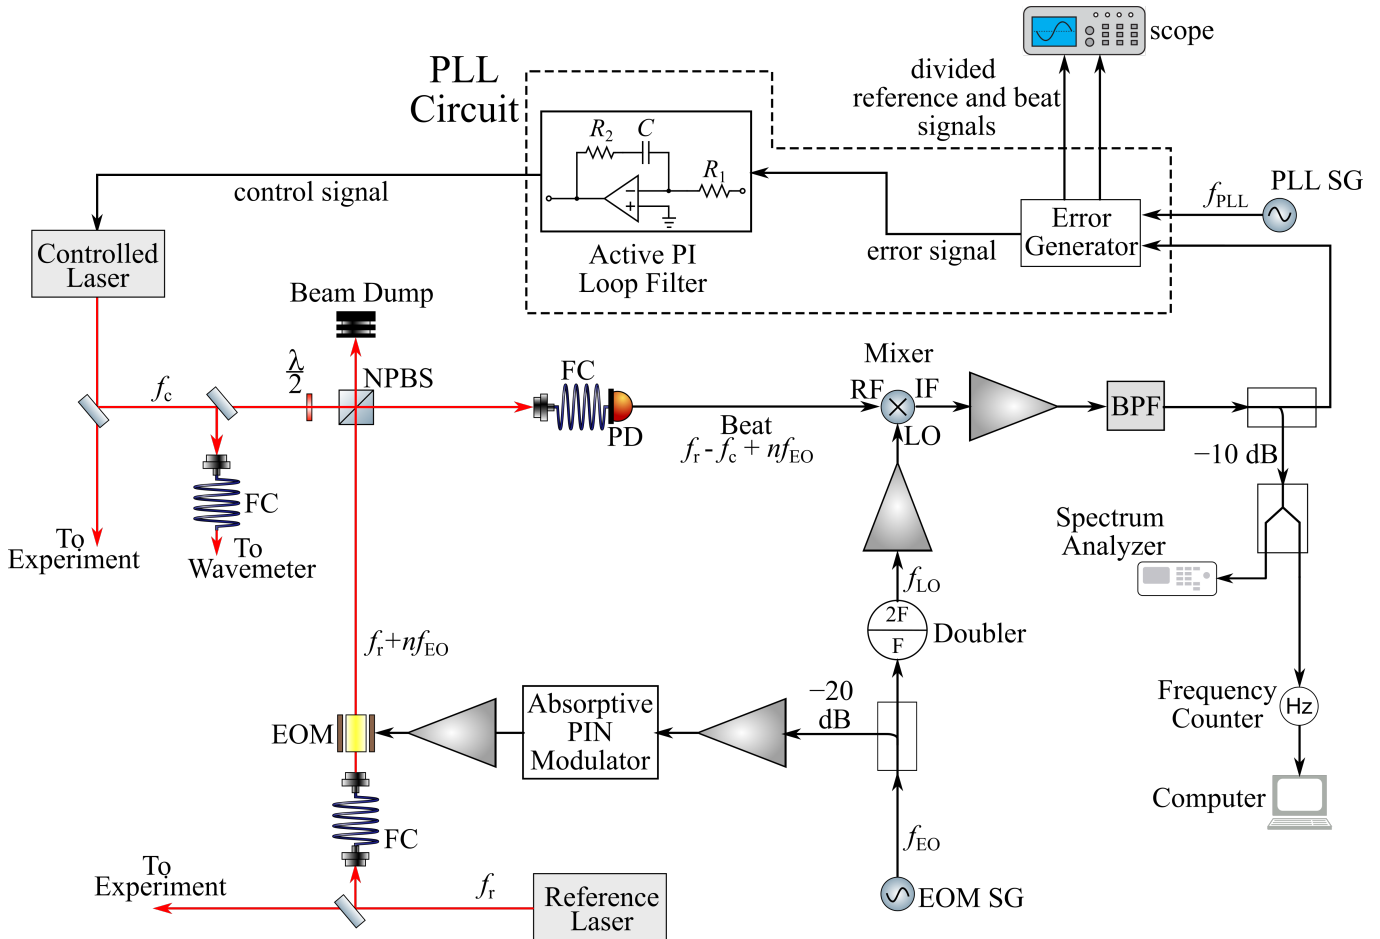 scope
divided
reference and beat
signals
PLL
Circuit
R2 C
R1
− +
Active PI
Loop Filter
control signal
error signal
Error
Generator
fPLL
PLL SG
Controlled
Laser
Beam Dump
λ/2
NPBS
fc
FC
To
Experiment
To
Wavemeter
FC
PD
Beat
fr - fc + nfEO
Mixer
RF
IF
LO
BPF
−10 dB
Spectrum
Analyzer
fLO
2F
F
Doubler
fr+nfEO
−20
dB
EOM
Absorptive
PIN
Modulator
Frequency
Counter
Hz
Computer
FC
fEO
To
Experiment
fr
Reference
Laser
EOM SG